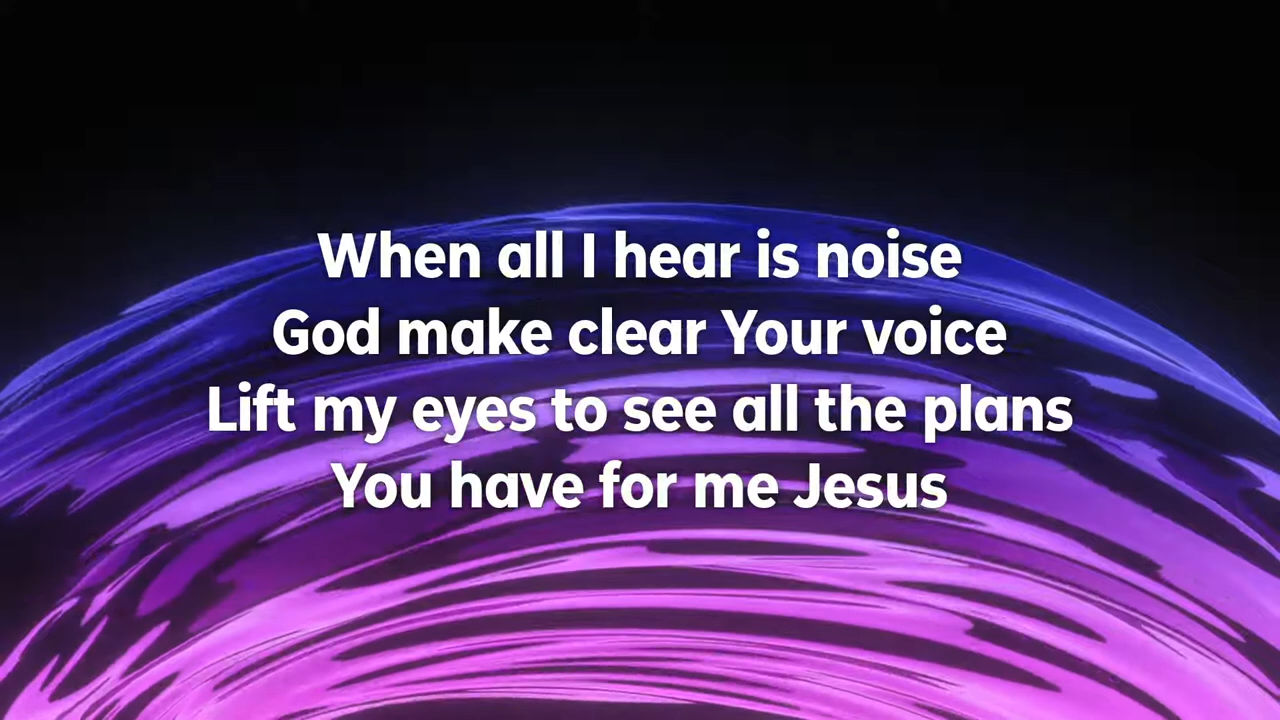 When all I hear is noise
God make clear Your voice
Lift my eyes to see all the plans
You have for me Jesus